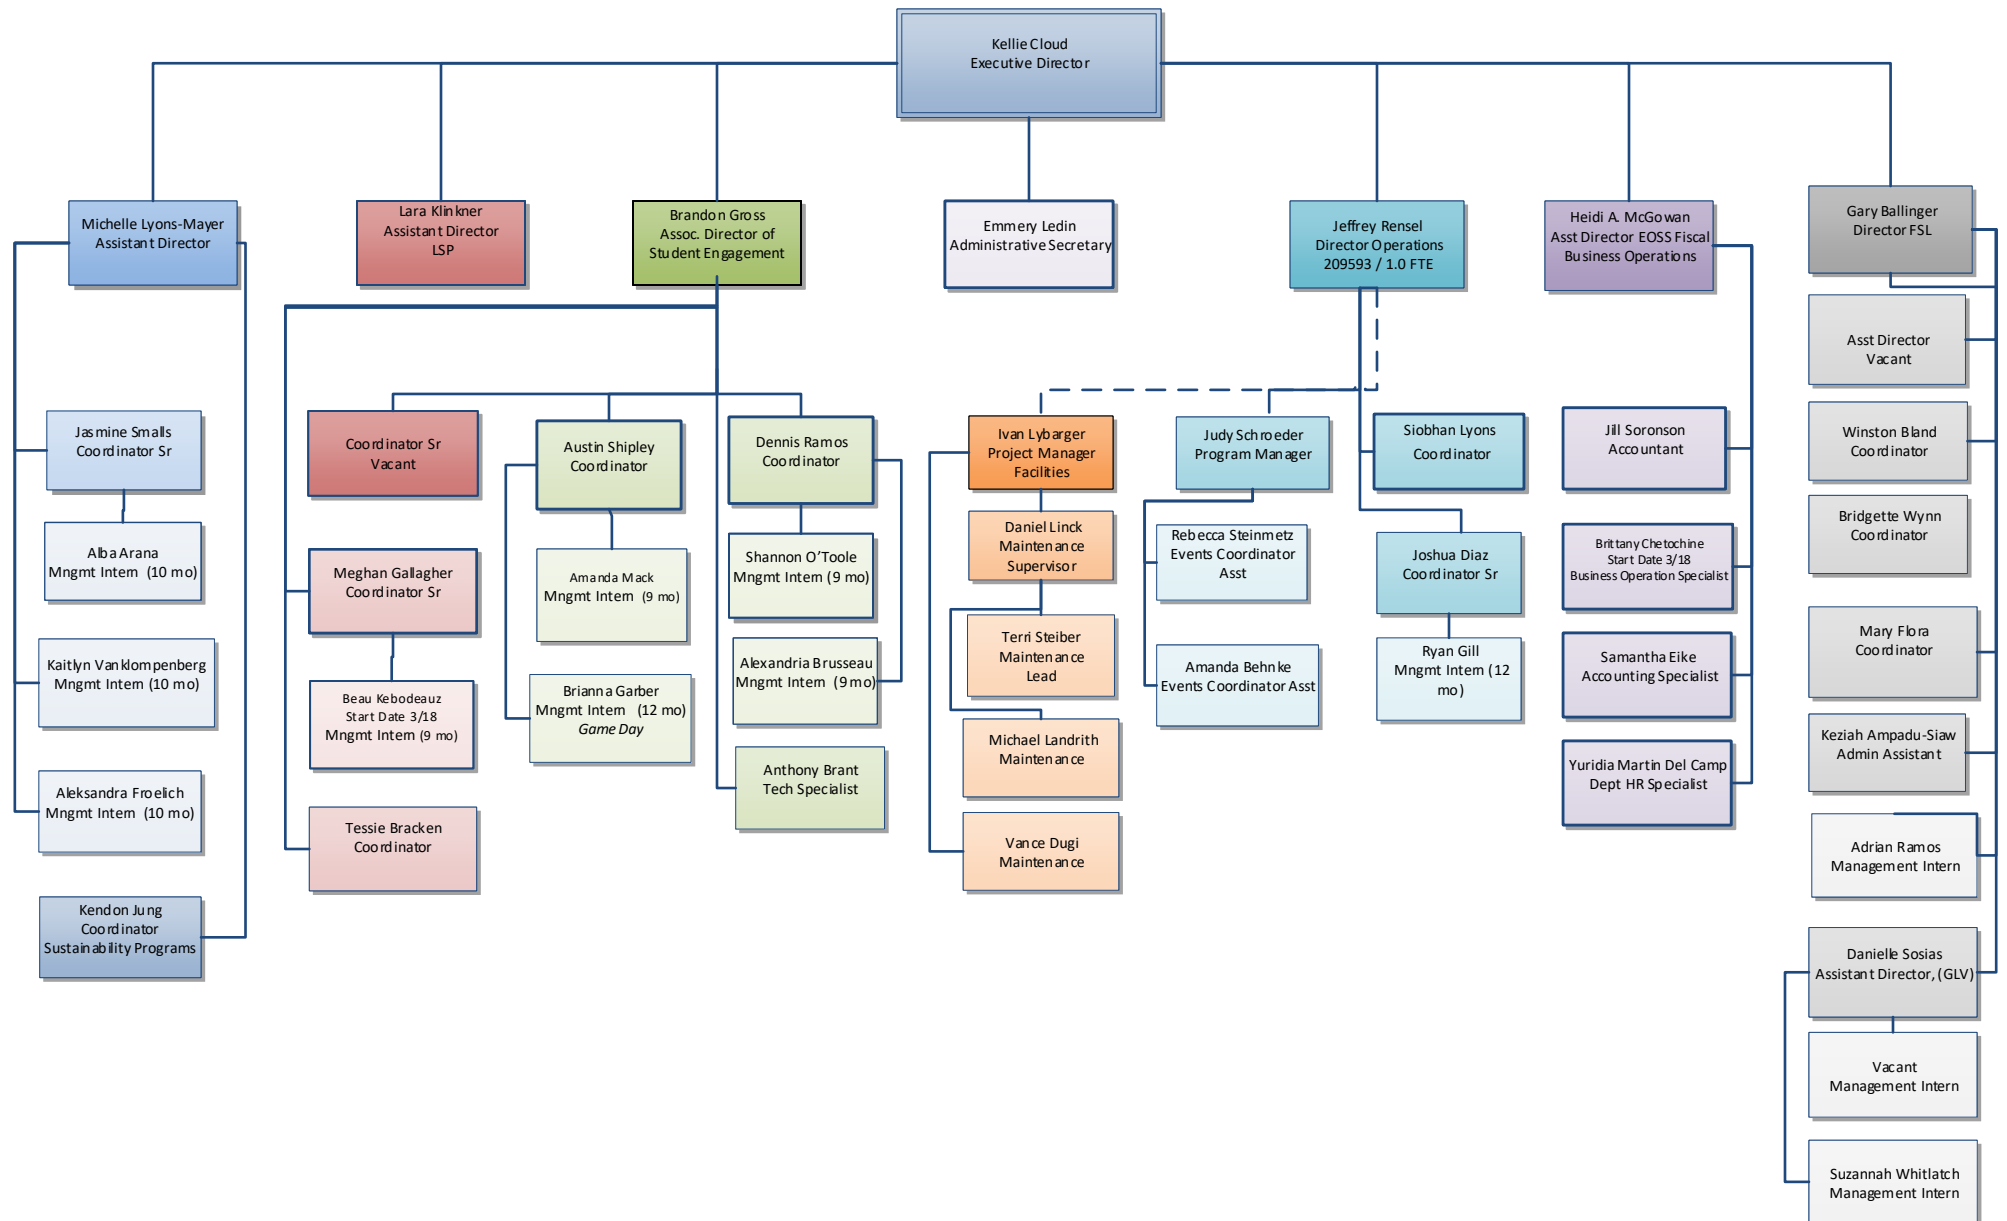 Kellie Cloud
Executive Director
Michelle Lyons-Mayer
Assistant Director
Lara Klinkner
Assistant Director
LSP
Brandon Gross
Assoc. Director of
Student Engagement
Emmery Ledin
Administrative Secretary
Jeffrey Rensel
Director Operations
209593 / 1.0 FTE
Heidi A. McGowan
Asst Director EOSS Fiscal
Business Operations
Gary Ballinger
Director FSL
Jasmine Smalls
Coordinator Sr
Alba Arana
Mngmt Intern (10 mo)
Kaitlyn Vanklompenberg
Mngmt Intern (10 mo)
Aleksandra Froelich
Mngmt Intern (10 mo)
Kendon Jung
Coordinator
Sustainability Programs
Coordinator Sr
Vacant
Meghan Gallagher
Coordinator Sr
Beau Kebodeauz
Start Date 3/18
Mngmt Intern (9 mo)
Tessie Bracken
Coordinator
Austin Shipley
Coordinator
Amanda Mack
Mngmt Intern (9 mo)
Brianna Garber
Mngmt Intern (12 mo)
Game Day
Dennis Ramos
Coordinator
Shannon O'Toole
Mngmt Intern (9 mo)
Alexandria Brusseau
Mngmt Intern (9 mo)
Anthony Brant
Tech Specialist
Ivan Lybarger
Project Manager
Facilities
Daniel Linck
Maintenance
Supervisor
Terri Steiber
Maintenance
Lead
Michael Landrith
Maintenance
Vance Dugi
Maintenance
Judy Schroeder
Program Manager
Rebecca Steinmetz
Events Coordinator
Asst
Amanda Behnke
Events Coordinator Asst
Siobhan Lyons
Coordinator
Joshua Diaz
Coordinator Sr
Ryan Gill
Mngmt Intern (12
mo)
Jill Soronson
Accountant
Brittany Chetochine
Start Date 3/18
Business Operation Specialist
Samantha Eike
Accounting Specialist
Yuridia Martin Del Camp
Dept HR Specialist
Asst Director
Vacant
Winston Bland
Coordinator
Bridgette Wynn
Coordinator
Mary Flora
Coordinator
Keziah Ampadu-Siaw
Admin Assistant
Adrian Ramos
Management Intern
Danielle Sosias
Assistant Director, (GLV)
Vacant
Management Intern
Suzannah Whitlatch
Management Intern